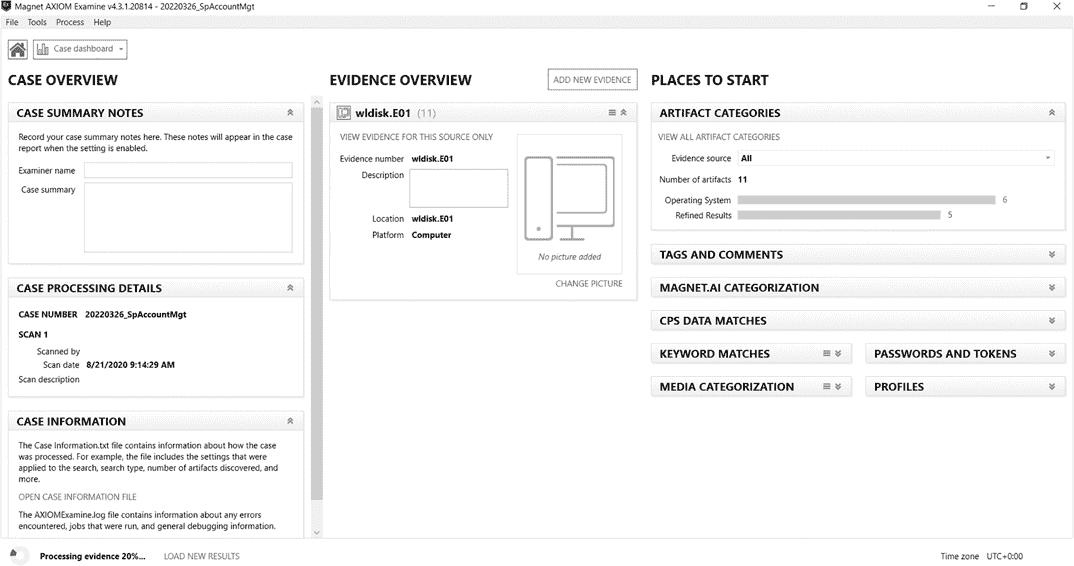 Magnet AXIOM Examine v4.3.1.20814 - 20220326_SpAccountMgt
File Tools Process Help
Case dashboard
CASE OVERVIEW
CASE SUMMARY NOTES
Record your case summary notes here. These notes will appear in the case
report when the setting is enabled.
Examiner name
Case summary
CASE PROCESSING DETAILS
CASE NUMBER 20220326_SpAccountMgt
SCAN 1
Scanned by
Scan date 8/21/2020 9:14:29 AM
Scan description
CASE INFORMATION
The Case Information.txt file contains information about how the case
was processed. For example, the file includes the settings that were
applied to the search, search type, number of artifacts discovered, and
more.
OPEN CASE INFORMATION FILE
The AXIOMExamine.log file contains information about any errors
encountered, jobs that were run, and general debugging information.
EVIDENCE OVERVIEW
ADD NEW EVIDENCE
wldisk.E01 (11)
VIEW EVIDENCE FOR THIS SOURCE ONLY
Evidence number wldisk.E01
Description
Location wldisk.E01
Platform Computer
No picture added
CHANGE PICTURE
PLACES TO START
ARTIFACT CATEGORIES
VIEW ALL ARTIFACT CATEGORIES
Evidence source All
Number of artifacts 11
Operating System 6
Refined Results 5
TAGS AND COMMENTS
MAGNET.AI CATEGORIZATION
CPS DATA MATCHES
KEYWORD MATCHES
PASSWORDS AND TOKENS
MEDIA CATEGORIZATION
PROFILES
Processing evidence 20%... LOAD NEW RESULTS
Time zone UTC+0:00